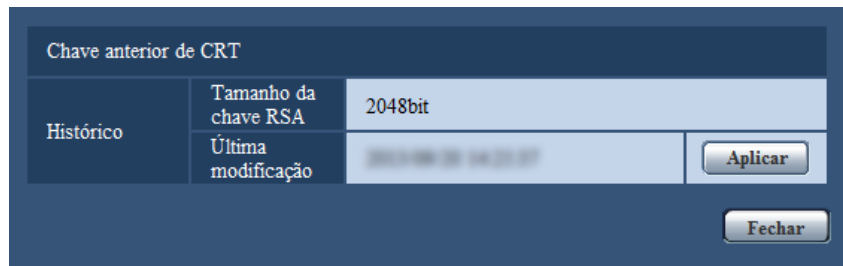 Chave anterior de CRT
Histórico
Tamanho da
chave RSA
2048bit
Última
modificação
Aplicar
Fechar